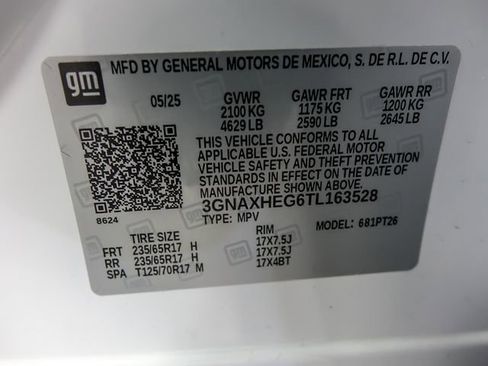 gm
MFD BY GENERAL MOTORS DE MEXICO, S. DE R.L. DE C.V.
05/25 GVWR GAWR FRT GAWR RR
2100 KG 1175 KG 1200 KG
4629 LB 2590 LB 2645 LB
THIS VEHICLE CONFORMS TO ALL
APPLICABLE U.S. FEDERAL MOTOR
VEHICLE SAFETY AND THEFT PREVENTION
STANDARDS IN EFFECT ON THE DATE OF
MANUFACTURE SHOWN ABOVE.
3GNAXHEG6TL163528
8624 TYPE: MPV MODEL: 681PT26
TIRE SIZE RIM
FRT 235/65R17 H 17X7.5J
RR 235/65R17 H 17X7.5J
SPA T125/70R17 M 17X4BT